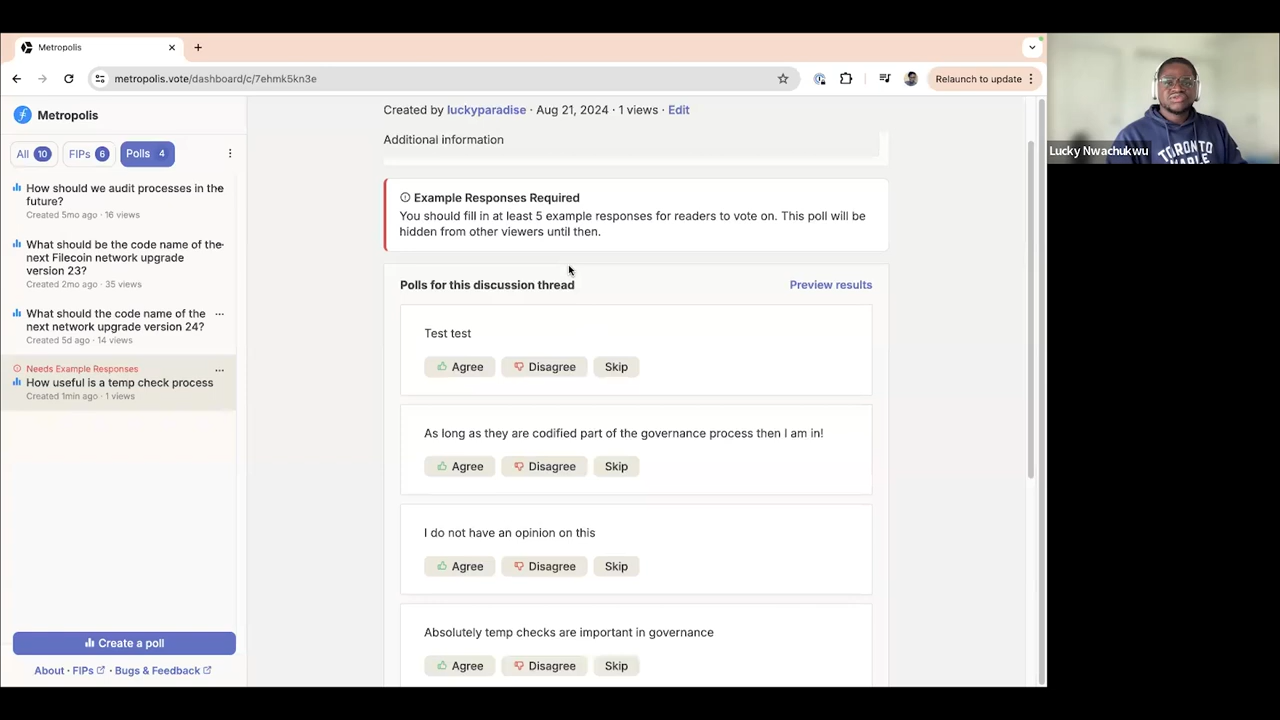 Metropolis
metropolis.vote/dashboard/c/7ehmk5kn3e
Relaunch to update
Metropolis
All 10
FIPs 6
Polls 4
How should we audit processes in the
future?
Created 5mo ago · 16 views
What should be the code name of the
next Filecoin network upgrade
version 23?
Created 2mo ago · 35 views
What should the code name of the
next network upgrade version 24?
Created 5d ago · 14 views
Needs Example Responses
How useful is a temp check process
Created 1min ago · 1 views
Create a poll
About · FIPs · Bugs & Feedback
Created by luckyparadise · Aug 21, 2024 · 1 views · Edit
Additional information
Example Responses Required
You should fill in at least 5 example responses for readers to vote on. This poll will be
hidden from other viewers until then.
Polls for this discussion thread
Preview results
Test test
Agree Disagree Skip
As long as they are codified part of the governance process then I am in!
Agree Disagree Skip
I do not have an opinion on this
Agree Disagree Skip
Absolutely temp checks are important in governance
Agree Disagree Skip
Lucky Nwachukwu
TORONTO